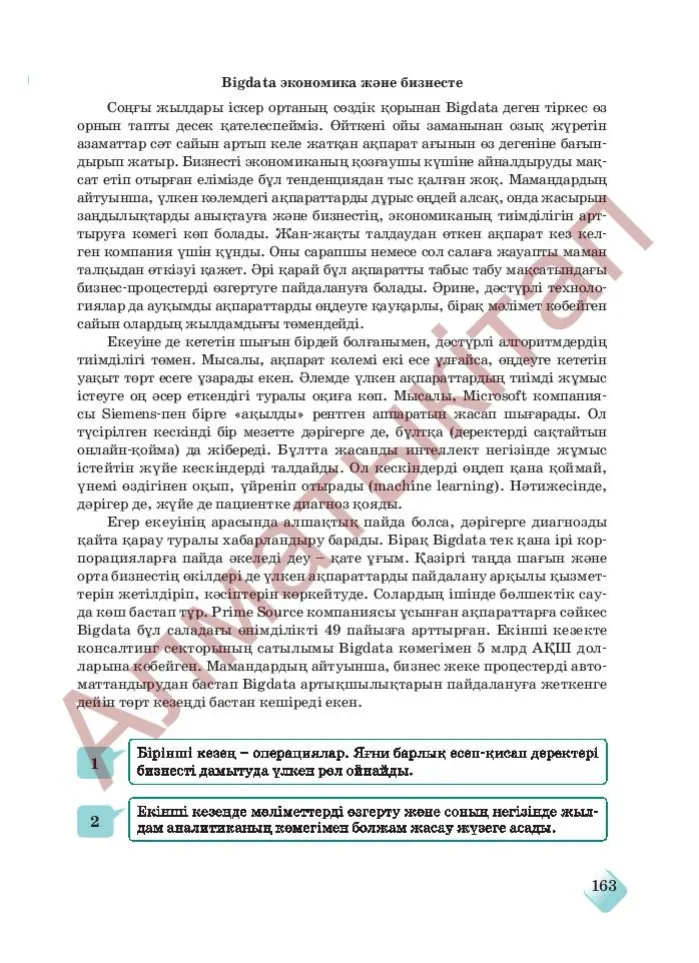 Bigdata экономика және бизнесте
Соңғы жылдары іскер ортаның сөздік қорынан Bigdata деген тіркес өз
орнын тапты десек қателеспейміз. Өйткені ойы заманынан озық жүретін
азаматтар сәт сайын артып келе жатқан ақпарат ағынын өз дегеніне бағын-
дырып жатыр. Бизнесті экономиканың қозғаушы күшіне айналдыруды мақ-
сат етіп отырған елімізде бұл тенденциядан тыс қалған жоқ. Мамандардың
айтуынша, үлкен көлемдегі ақпараттарды дұрыс өңдей алсақ, онда жасырын
заңдылықтарды анықтауға және бизнестің, экономиканың тиімділігін арт-
тыруға көмегі көп болады. Жан-жақты талдаудан өткен ақпарат кез кел-
ген компания үшін құнды. Оны сарапшы немесе сол салаға жауапты маман
талқыдан өткізуі қажет. Әрі қарай бұл ақпаратты табыс табу мақсатындағы
бизнес-процестерді өзгертуге пайдалануға болады. Әрине, дәстүрлі техноло-
гиялар да ауқымды ақпараттарды өңдеуге қауқарлы, бірақ мәлімет көбейген
сайын олардың жылдамдығы төмендейді.
Екеуіне де кететін шығын бірдей болғанымен, дәстүрлі алгоритмдердің
тиімділігі төмен. Мысалы, ақпарат көлемі екі есе ұлғайса, өңдеуге кететін
уақыт төрт есеге ұзарады екен. Әлемде үлкен ақпараттардың тиімді жұмыс
істеуге оң әсер еткендігі туралы оқиға көп. Мысалы, Microsoft компания-
сы Siemens-пен бірге «ақылды» рентген аппаратын жасап шығарады. Ол
түсірілген кескінді бір мезетте дәрігерге де, бұлтқа (деректерді сақтайтын
онлайн-қойма) да жібереді. Бұлтта жасанды интеллект негізінде жұмыс
істейтін жүйе кескіндерді талдайды. Ол кескіндерді өңдеп қана қоймай,
үнемі өздігінен оқып, үйреніп отырады (machine learning). Нәтижесінде,
дәрігер де, жүйе де пациентке диагноз қояды.
Егер екеуінің арасында алшақтық пайда болса, дәрігерге диагнозды
қайта қарау туралы хабарландыру барады. Бірақ Bigdata тек қана ірі кор-
порацияларға пайда әкеледі деу – қате ұғым. Қазіргі таңда шағын және
орта бизнестің өкілдері де үлкен ақпараттарды пайдалану арқылы қызмет-
терін жетілдіріп, кәсіптерін көркейтуде. Солардың ішінде бөлшектік сау-
да көш бастап тұр. Prime Source компаниясы ұсынған ақпараттарға сәйкес
Bigdata бұл саладағы өнімділікті 49 пайызға арттырған. Екінші кезекте
консалтинг секторының сатылымы Bigdata көмегімен 5 млрд АҚШ дол-
ларына көбейген. Мамандардың айтуынша, бизнес жеке процестерді авто-
маттандырудан бастап Bigdata артықшылықтарын пайдалануға жеткенге
дейін төрт кезеңді бастан кешіреді екен.
1
Бірінші кезең – операциялар. Яғни барлық есеп-қисап деректері
бизнесті дамытуда үлкен рөл ойнайды.
2
Екінші кезеңде мәліметтерді өзгерту және соның негізінде жыл-
дам аналитиканың көмегімен болжам жасау жүзеге асады.
163
Алматыкітап